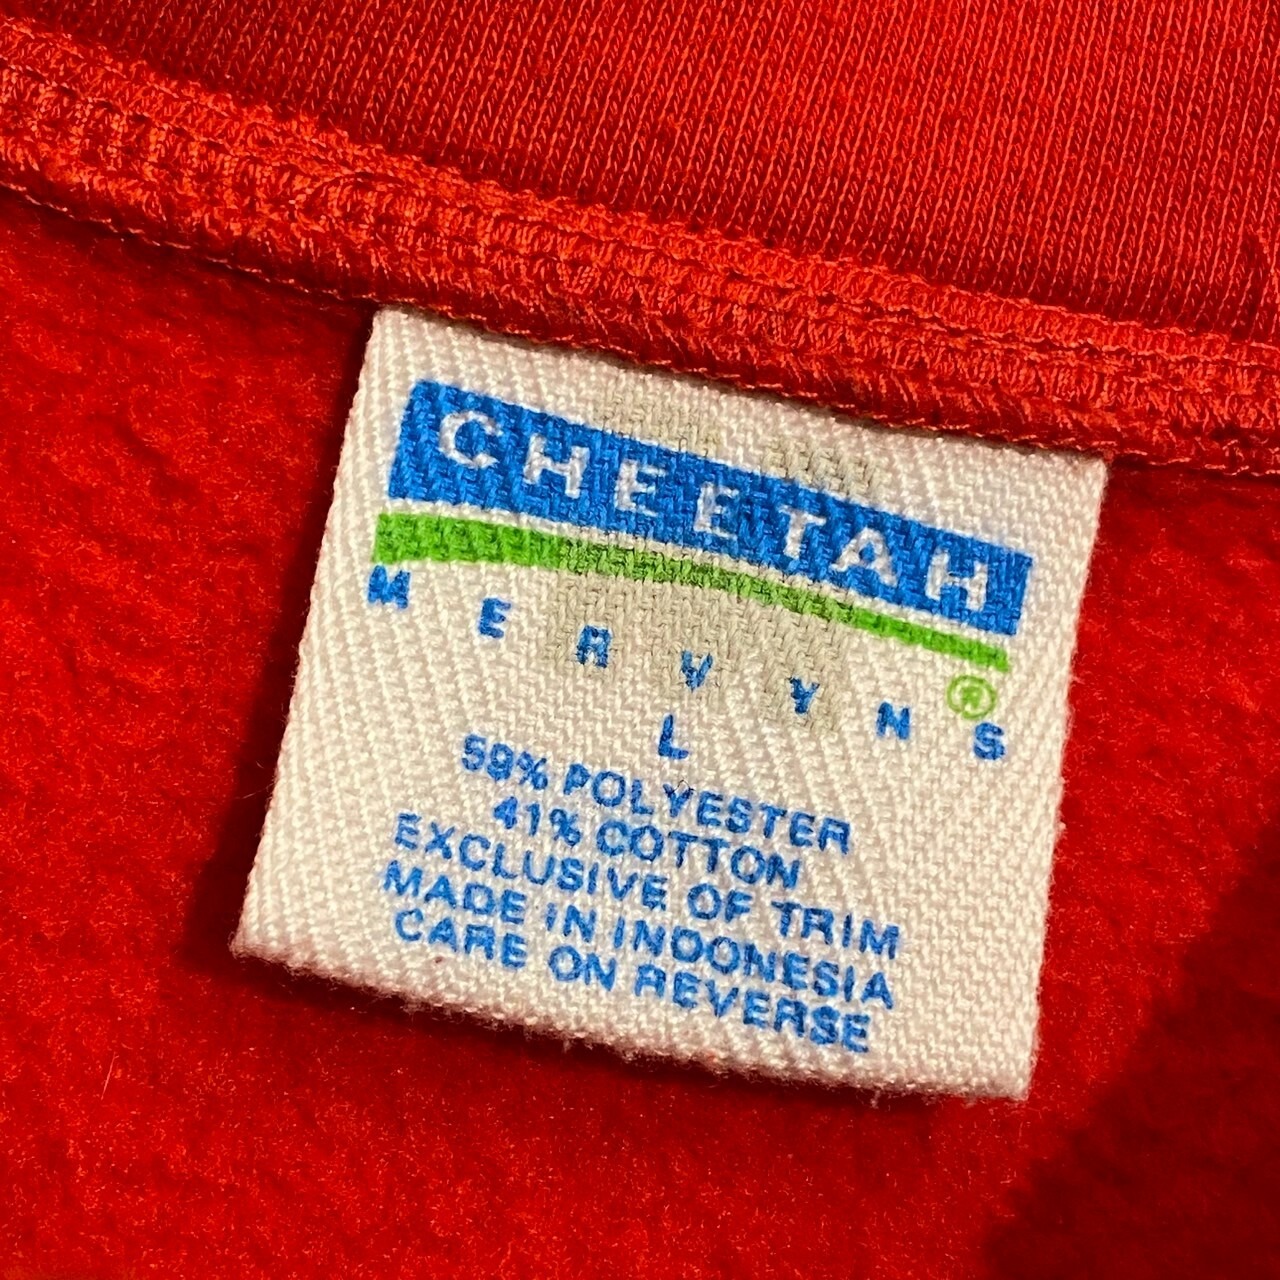 CHEETAH
®
MERVYNS
L
59% POLYESTER
41% COTTON
EXCLUSIVE OF TRIM
MADE IN INDONESIA
CARE ON REVERSE